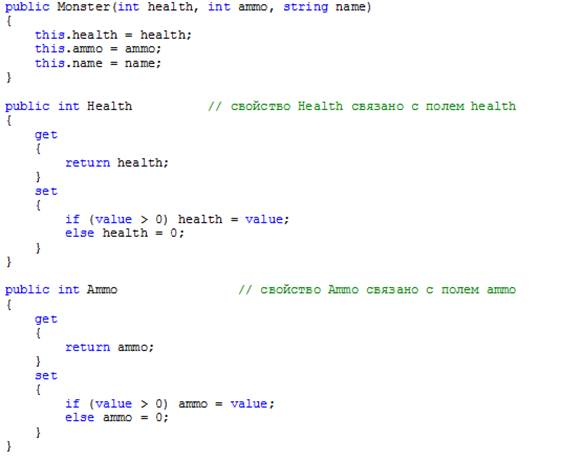 public Monster(int health, int ammo, string name)
{
    this.health = health;
    this.ammo = ammo;
    this.name = name;
}
public int Health            // свойство Health связано с полем health
{
    get
    {
        return health;
    }
    set
    {
        if (value > 0) health = value;
        else health = 0;
    }
}
public int Ammo                // свойство Ammo связано с полем ammo
{
    get
    {
        return ammo;
    }
    set
    {
        if (value > 0) ammo = value;
        else ammo = 0;
    }
}